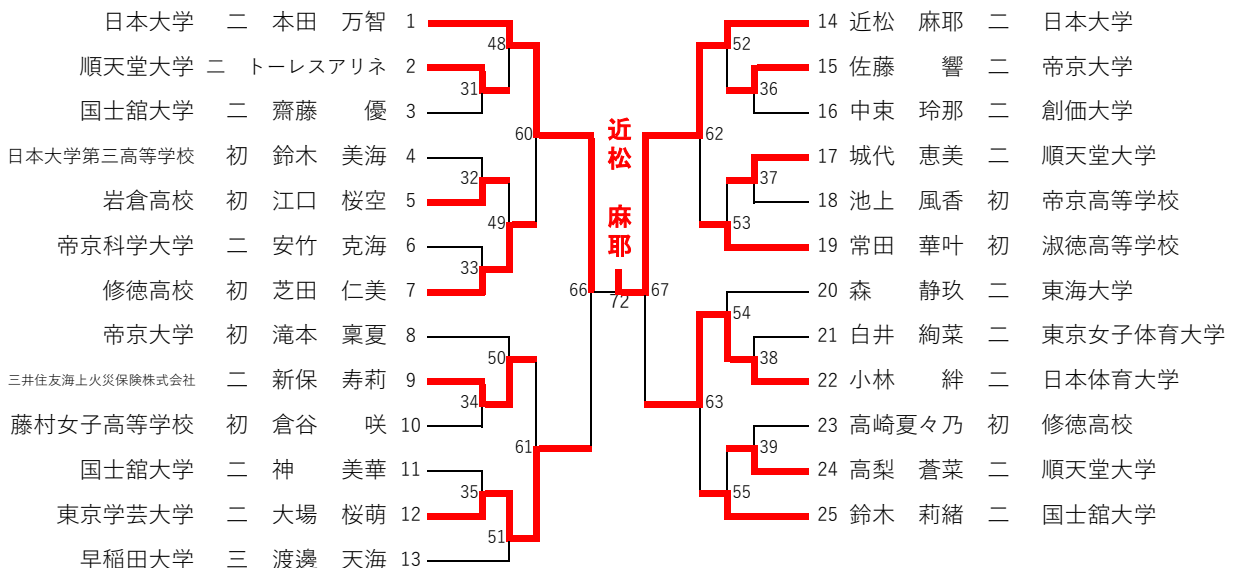 日本大学 二 本田 万智 1
順天堂大学 二 トーレスアリネ 2
国士舘大学 二 齋藤 優 3
日本大学第三高等学校 初 鈴木 美海 4
岩倉高校 初 江口 桜空 5
帝京科学大学 二 安竹 克海 6
修徳高校 初 芝田 仁美 7
帝京大学 初 滝本 稟夏 8
三井住友海上火災保険株式会社 二 新保 寿莉 9
藤村女子高等学校 初 倉谷 咲 10
国士舘大学 二 神 美華 11
東京学芸大学 二 大場 桜萌 12
早稲田大学 三 渡邊 天海 13
48
31
60
32
49
33
66
50
34
61
35
51
近松 麻耶
72
67
52
36
62
37
53
54
38
63
39
55
14 近松 麻耶 二 日本大学
15 佐藤 響 二 帝京大学
16 中束 玲那 二 創価大学
17 城代 恵美 二 順天堂大学
18 池上 風香 初 帝京高等学校
19 常田 華叶 初 淑徳高等学校
20 森 静玖 二 東海大学
21 白井 絢菜 二 東京女子体育大学
22 小林 絆 二 日本体育大学
23 高崎夏々乃 初 修徳高校
24 高梨 蒼菜 二 順天堂大学
25 鈴木 莉緒 二 国士舘大学